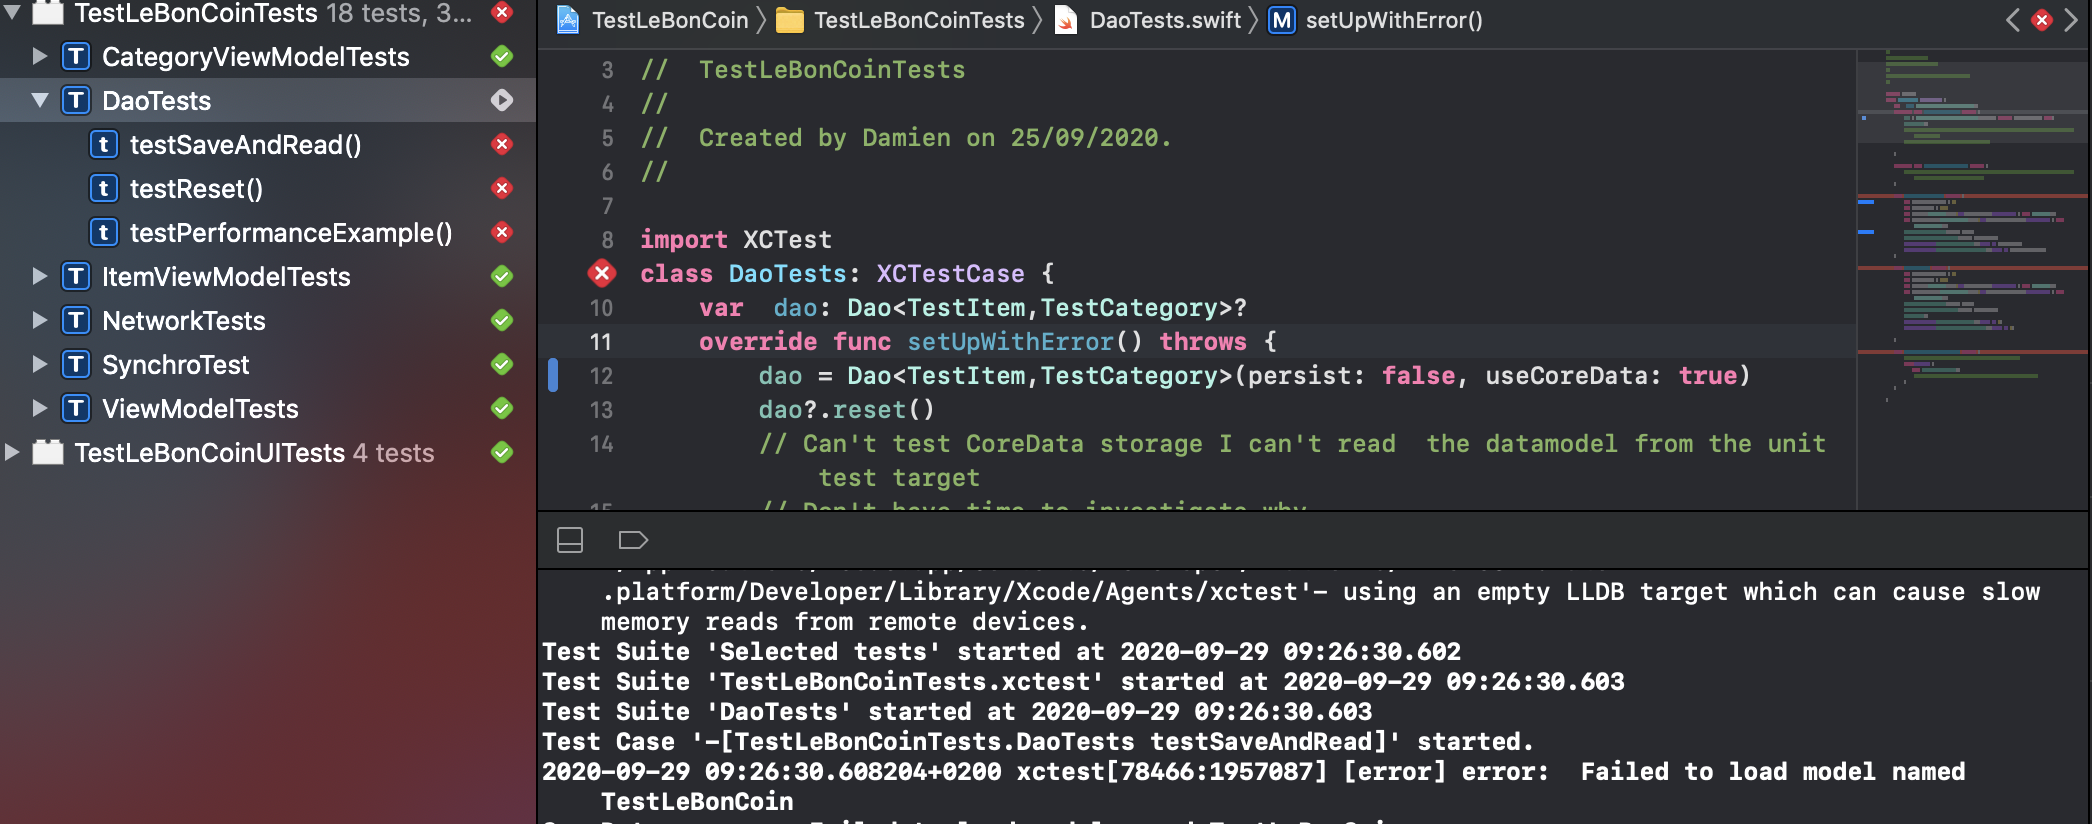 TestLeBonCoinTests 18 tests, 3...
CategoryViewModelTests
DaoTests
testSaveAndRead()
testReset()
testPerformanceExample()
ItemViewModelTests
NetworkTests
SynchroTest
ViewModelTests
TestLeBonCoinUITests 4 tests
TestLeBonCoin TestLeBonCoinTests DaoTests.swift M setUpWithError()
3 // TestLeBonCoinTests
4 //
5 // Created by Damien on 25/09/2020.
6 //
7
8 import XCTest
class DaoTests: XCTestCase {
10 var  dao: Dao<TestItem,TestCategory>?
11 override func setUpWithError() throws {
12 dao = Dao<TestItem,TestCategory>(persist: false, useCoreData: true)
13 dao?.reset()
14 // Can't test CoreData storage I can't read  the datamodel from the unit
test target
15 // Don't have time to investigate why
.platform/Developer/Library/Xcode/Agents/xctest'– using an empty LLDB target which can cause slow
memory reads from remote devices.
Test Suite 'Selected tests' started at 2020-09-29 09:26:30.602
Test Suite 'TestLeBonCoinTests.xctest' started at 2020-09-29 09:26:30.603
Test Suite 'DaoTests' started at 2020-09-29 09:26:30.603
Test Case '-[TestLeBonCoinTests.DaoTests testSaveAndRead]' started.
2020-09-29 09:26:30.608204+0200 xctest[78466:1957087] [error] error:  Failed to load model named
TestLeBonCoin